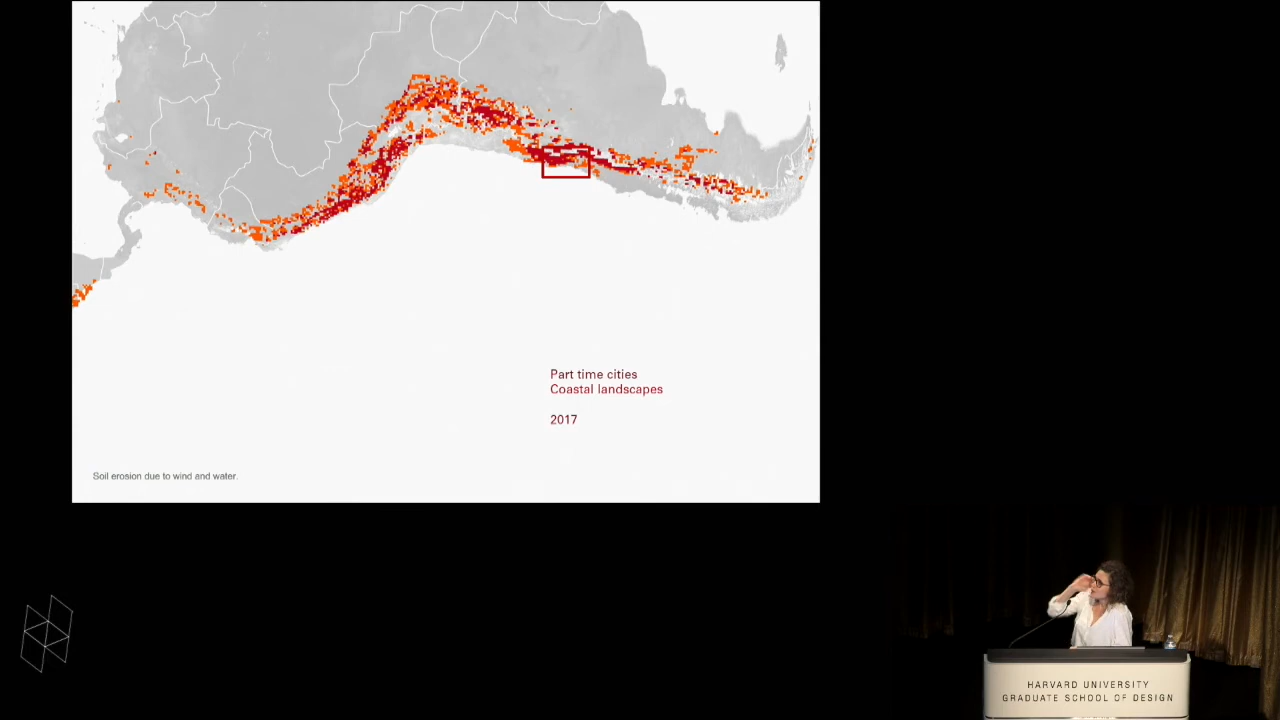 Part time cities
Coastal landscapes
2017
Soil erosion due to wind and water.
HARVARD UNIVERSITY
GRADUATE SCHOOL OF DESIGN